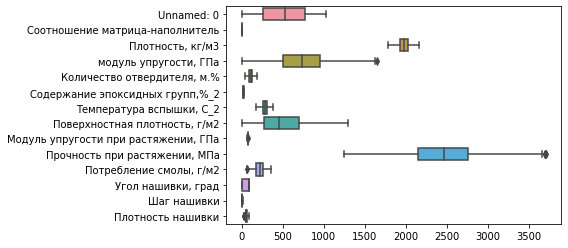 Unnamed: 0
Соотношение матрица-наполнитель
Плотность, кг/м3
модуль упругости, ГПа
Количество отвердителя, м.%
Содержание эпоксидных групп,%_2
Температура вспышки, С_2
Поверхностная плотность, г/м2
Модуль упругости при растяжении, ГПа
Прочность при растяжении, МПа
Потребление смолы, г/м2
Угол нашивки, град
Шаг нашивки
Плотность нашивки
0 500 1000 1500 2000 2500 3000 3500